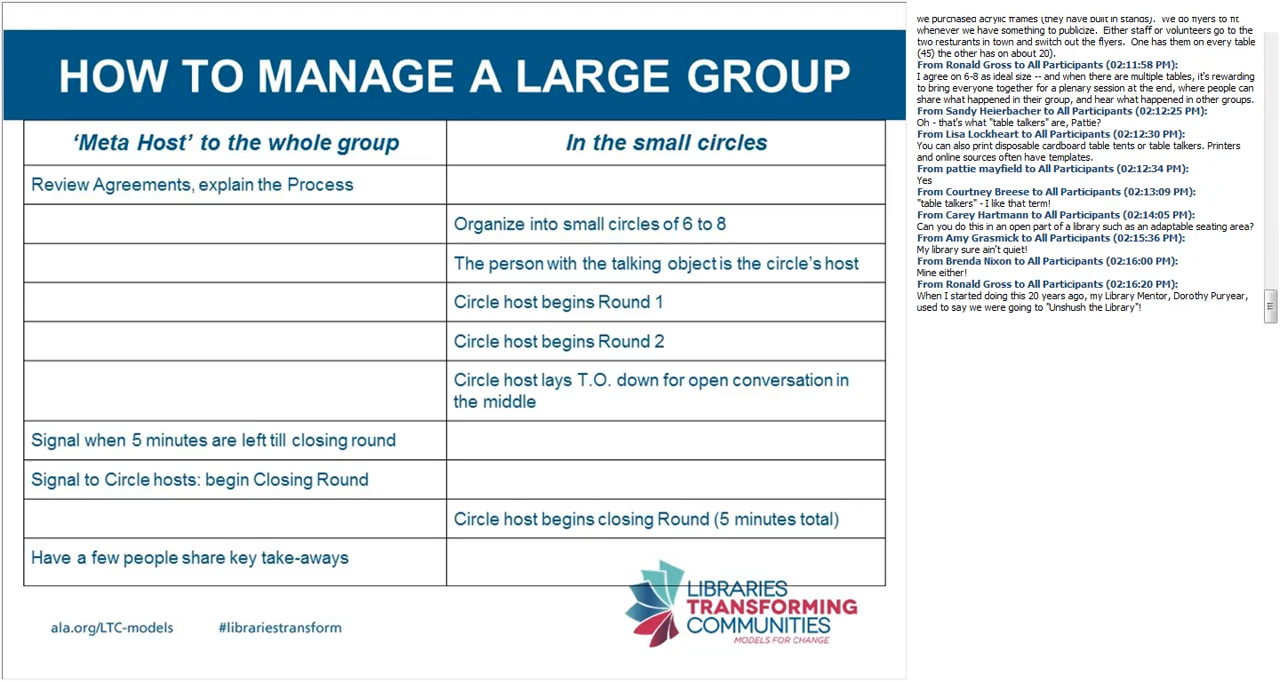 HOW TO MANAGE A LARGE GROUP
'Meta Host' to the whole group
In the small circles
Review Agreements, explain the Process
Organize into small circles of 6 to 8
The person with the talking object is the circle's host
Circle host begins Round 1
Circle host begins Round 2
Circle host lays T.O. down for open conversation in
the middle
Signal when 5 minutes are left till closing round
Signal to Circle hosts: begin Closing Round
Circle host begins closing Round (5 minutes total)
Have a few people share key take-aways
LIBRARIES
TRANSFORMING
COMMUNITIES
MODELS FOR CHANGE
ala.org/LTC-models
#librariestransform
we purchased acrylic frames (they have built in stands). We do flyers to fit
whenever we have something to publicize. Either staff or volunteers go to the
two resturants in town and switch out the flyers. One has them on every table
(45) the other has on about 20).
From Ronald Gross to All Participants (02:11:58 PM):
I agree on 6-8 as ideal size -- and when there are multiple tables, it's rewarding
to bring everyone together for a plenary session at the end, where people can
share what happened in their group, and hear what happened in other groups.
From Sandy Heierbacher to All Participants (02:12:25 PM):
Oh - that's what "table talkers" are, Pattie?
From Lisa Lockheart to All Participants (02:12:30 PM):
You can also print disposable cardboard table tents or table talkers. Printers
and online sources often have templates.
From pattie mayfield to All Participants (02:12:34 PM):
Yes
From Courtney Breese to All Participants (02:13:09 PM):
"table talkers" - I like that term!
From Carey Hartmann to All Participants (02:14:05 PM):
Can you do this in an open part of a library such as an adaptable seating area?
From Amy Grasmick to All Participants (02:15:36 PM):
My library sure ain't quiet!
From Brenda Nixon to All Participants (02:16:00 PM):
Mine either!
From Ronald Gross to All Participants (02:16:20 PM):
When I started doing this 20 years ago, my Library Mentor, Dorothy Puryear,
used to say we were going to "Unshush the Library"!